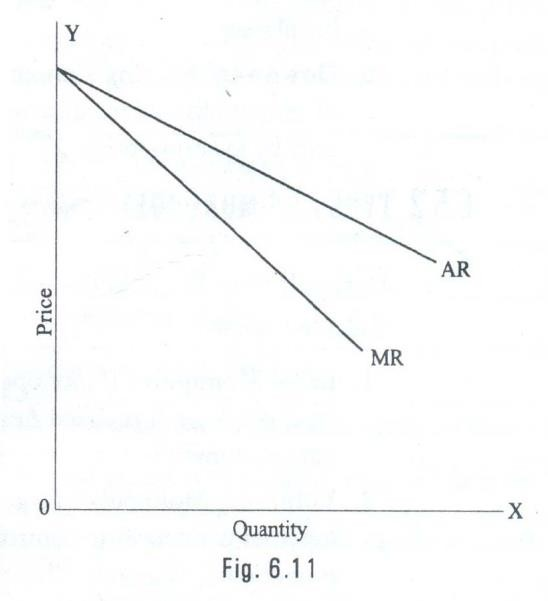 Y
AR
MR
Price
0
X
Quantity
Fig. 6.11